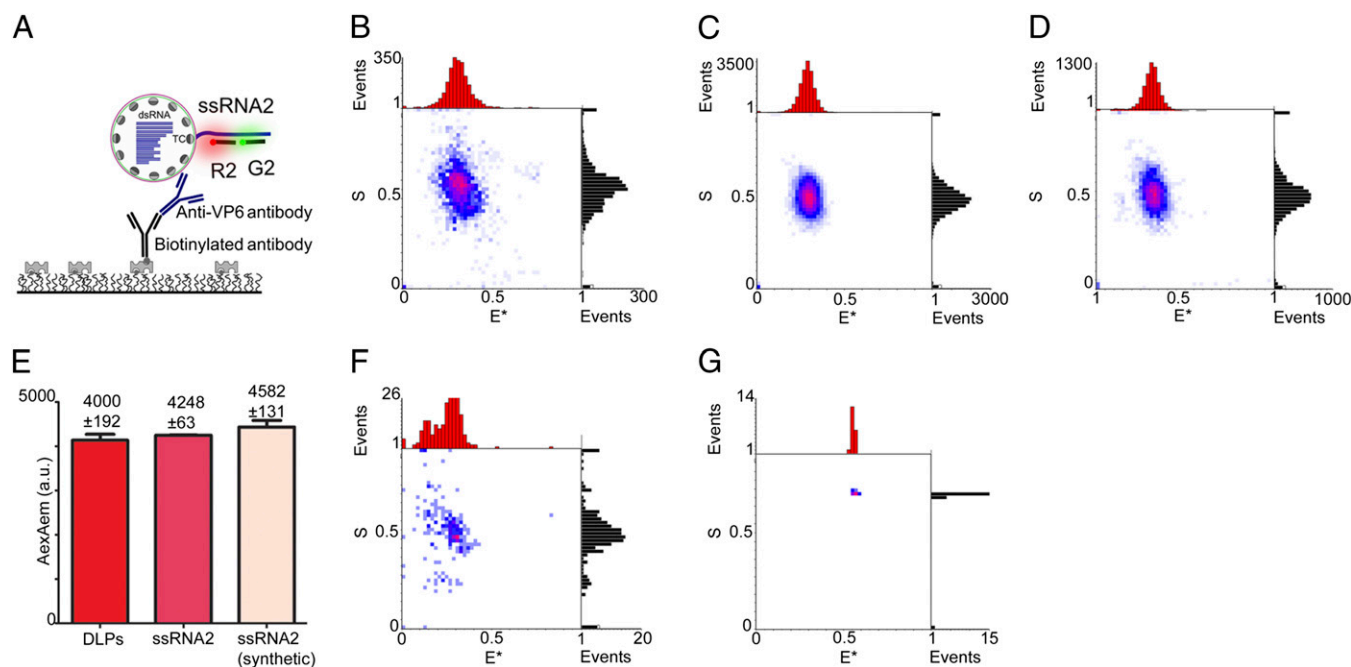 A
dsRNA
TC
ssRNA2
R2 G2
Anti-VP6 antibody
Biotinylated antibody
B
350
Events
1
S
0.5
0
0 0.5 1 300
E* Events
C
3500
Events
1
S
0.5
0
0 0.5 1 3000
E* Events
D
1300
Events
1
S
0.5
0
1 0.5 1 1000
E* Events
E
5000
AexAem (a.u.)
0
4000
±192
4248
±63
4582
±131
DLPs ssRNA2 ssRNA2
(synthetic)
F
26
Events
1
S
0.5
0
0 0.5 1 20
E* Events
G
14
Events
1
S
0.5
0
0 0.5 1 15
E* Events